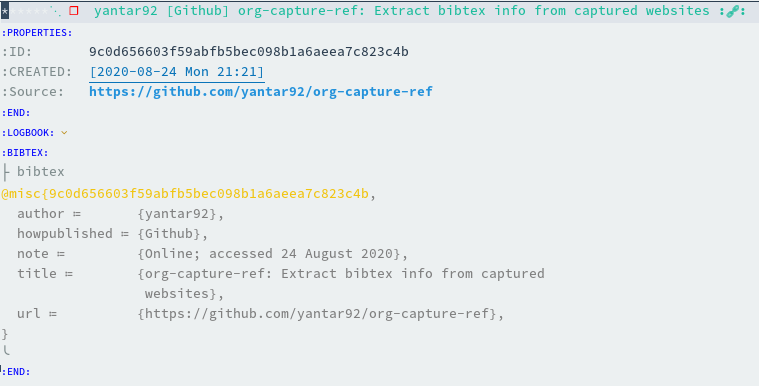 * yantar92 [Github] org-capture-ref: Extract bibtex info from captured websites :🔗:
:PROPERTIES:
:ID: 9c0d656603f59abfb5bec098b1a6aeea7c823c4b
:CREATED: [2020-08-24 Mon 21:21]
:Source: https://github.com/yantar92/org-capture-ref
:END:
:LOGBOOK:
:BIBTEX:
├ bibtex
@misc{9c0d656603f59abfb5bec098b1a6aeea7c823c4b,
author ≔ {yantar92},
howpublished ≔ {Github},
note ≔ {Online; accessed 24 August 2020},
title ≔ {org-capture-ref: Extract bibtex info from captured
websites},
url ≔ {https://github.com/yantar92/org-capture-ref},
}
╰
:END: